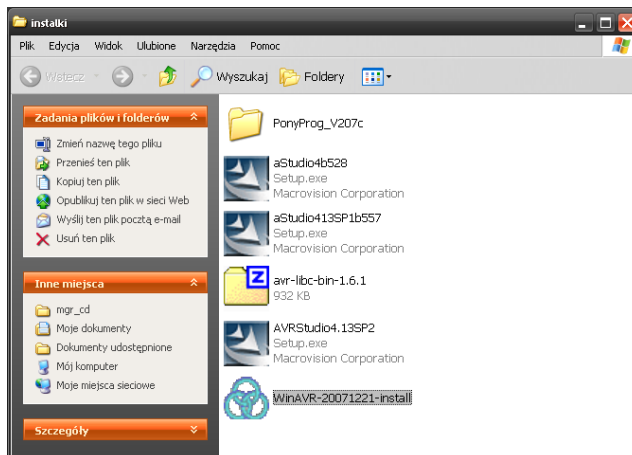 instalki
Plik Edycja Widok Ulubione Narzędzia Pomoc
Wstecz Wyszukaj Foldery
Zadania plików i folderów
Zmień nazwę tego pliku
Przenieś ten plik
Kopiuj ten plik
Opublikuj ten plik w sieci Web
Wyślij ten plik pocztą e-mail
Usuń ten plik
Inne miejsca
mgr_cd
Moje dokumenty
Dokumenty udostępnione
Mój komputer
Moje miejsca sieciowe
Szczegóły
PonyProg_V207c
aStudio4b528
Setup.exe
Macrovision Corporation
aStudio413SP1b557
Setup.exe
Macrovision Corporation
Z
avr-libc-bin-1.6.1
932 KB
AVRStudio4.13SP2
Setup.exe
Macrovision Corporation
WinAVR-20071221-install